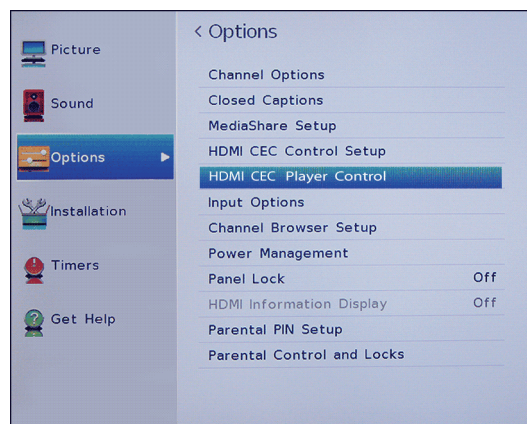 Picture
Sound
Options
Installation
Timers
Get Help
< Options
Channel Options
Closed Captions
MediaShare Setup
HDMI CEC Control Setup
HDMI CEC Player Control
Input Options
Channel Browser Setup
Power Management
Panel Lock Off
HDMI Information Display Off
Parental PIN Setup
Parental Control and Locks